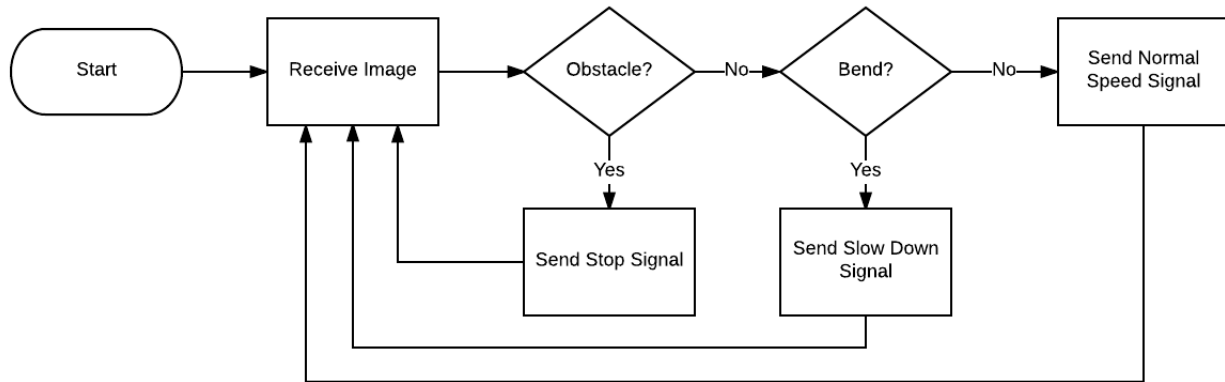 Start
Receive Image
Obstacle?
No
Bend?
No
Send Normal
Speed Signal
Yes
Yes
Send Stop Signal
Send Slow Down
Signal